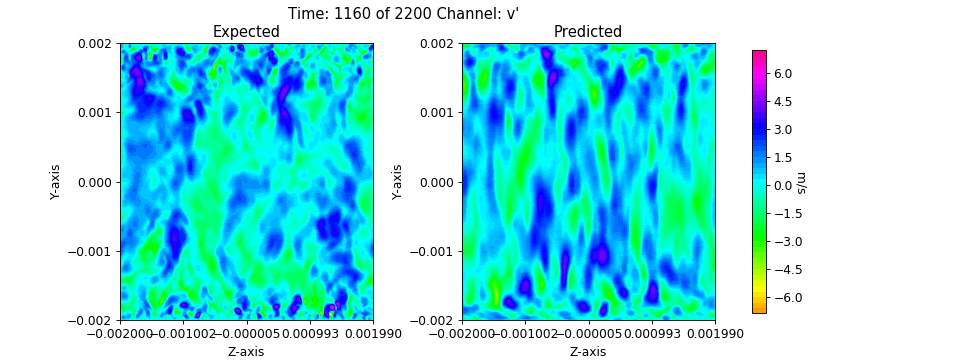 Time: 1160 of 2200 Channel: v'
Expected
Predicted
0.002
0.001
0.000
−0.001
−0.002
Y-axis
−0.002000 −0.001002 −0.000005 0.000993 0.001990
Z-axis
0.002
0.001
0.000
−0.001
−0.002
Y-axis
−0.002000 −0.001002 −0.000005 0.000993 0.001990
Z-axis
6.0
4.5
3.0
1.5
0.0
−1.5
−3.0
−4.5
−6.0
m/s